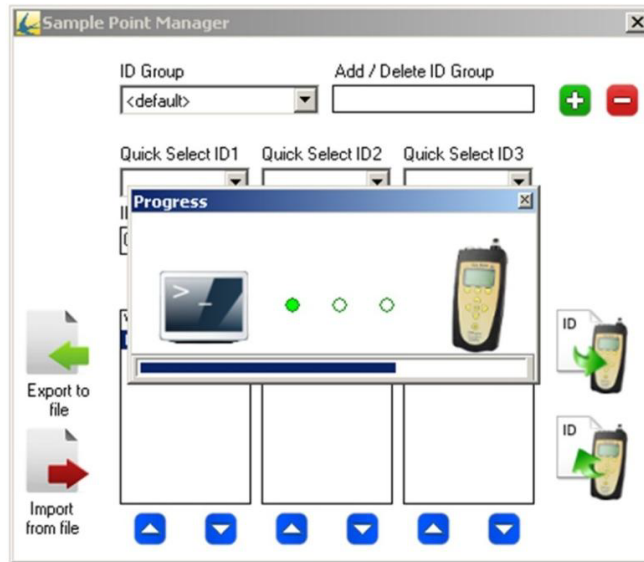 Sample Point Manager
ID Group
Add / Delete ID Group
<default>
Quick Select ID1
Quick Select ID2
Quick Select ID3
Progress
>_
Export to
file
Import
from file
ID
ID